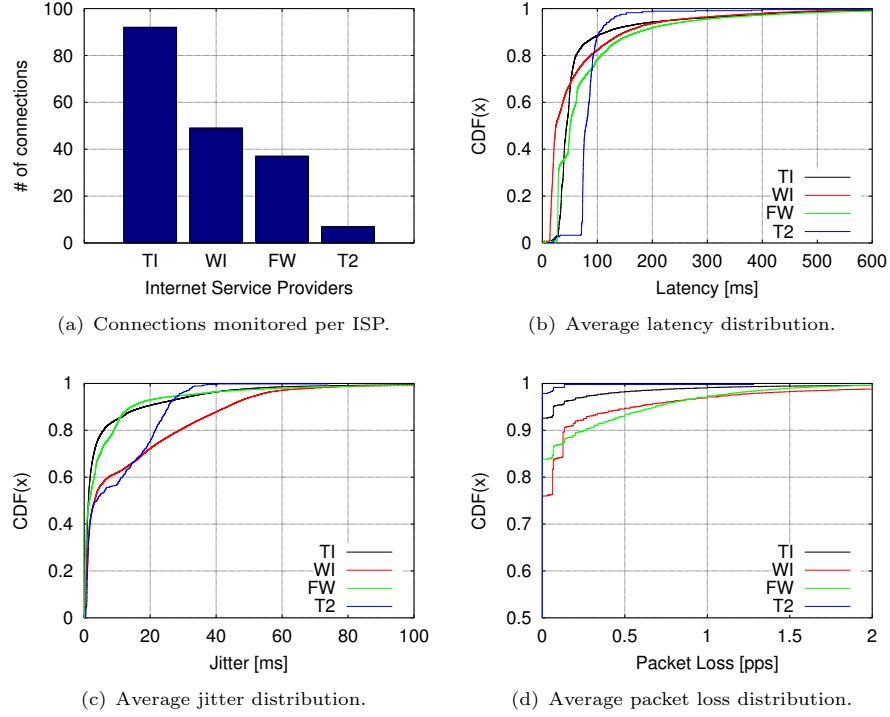 100
80
60
40
20
0
# of connections
TI WI FW T2
Internet Service Providers
(a) Connections monitored per ISP.
1
0.8
0.6
0.4
0.2
0
CDF(x)
TI
WI
FW
T2
0 100 200 300 400 500 600
Latency [ms]
(b) Average latency distribution.
1
0.8
0.6
0.4
0.2
0
CDF(x)
TI
WI
FW
T2
0 20 40 60 80 100
Jitter [ms]
(c) Average jitter distribution.
1
0.9
0.8
0.7
0.6
0.5
CDF(x)
TI
WI
FW
T2
0 0.5 1 1.5 2
Packet Loss [pps]
(d) Average packet loss distribution.